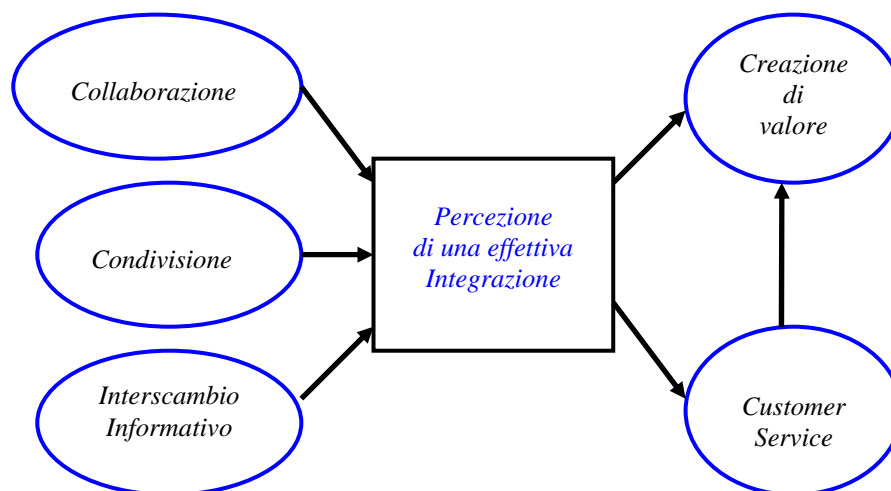 Collaborazione
Condivisione
Interscambio
Informativo
Percezione
di una effettiva
Integrazione
Creazione
di
valore
Customer
Service